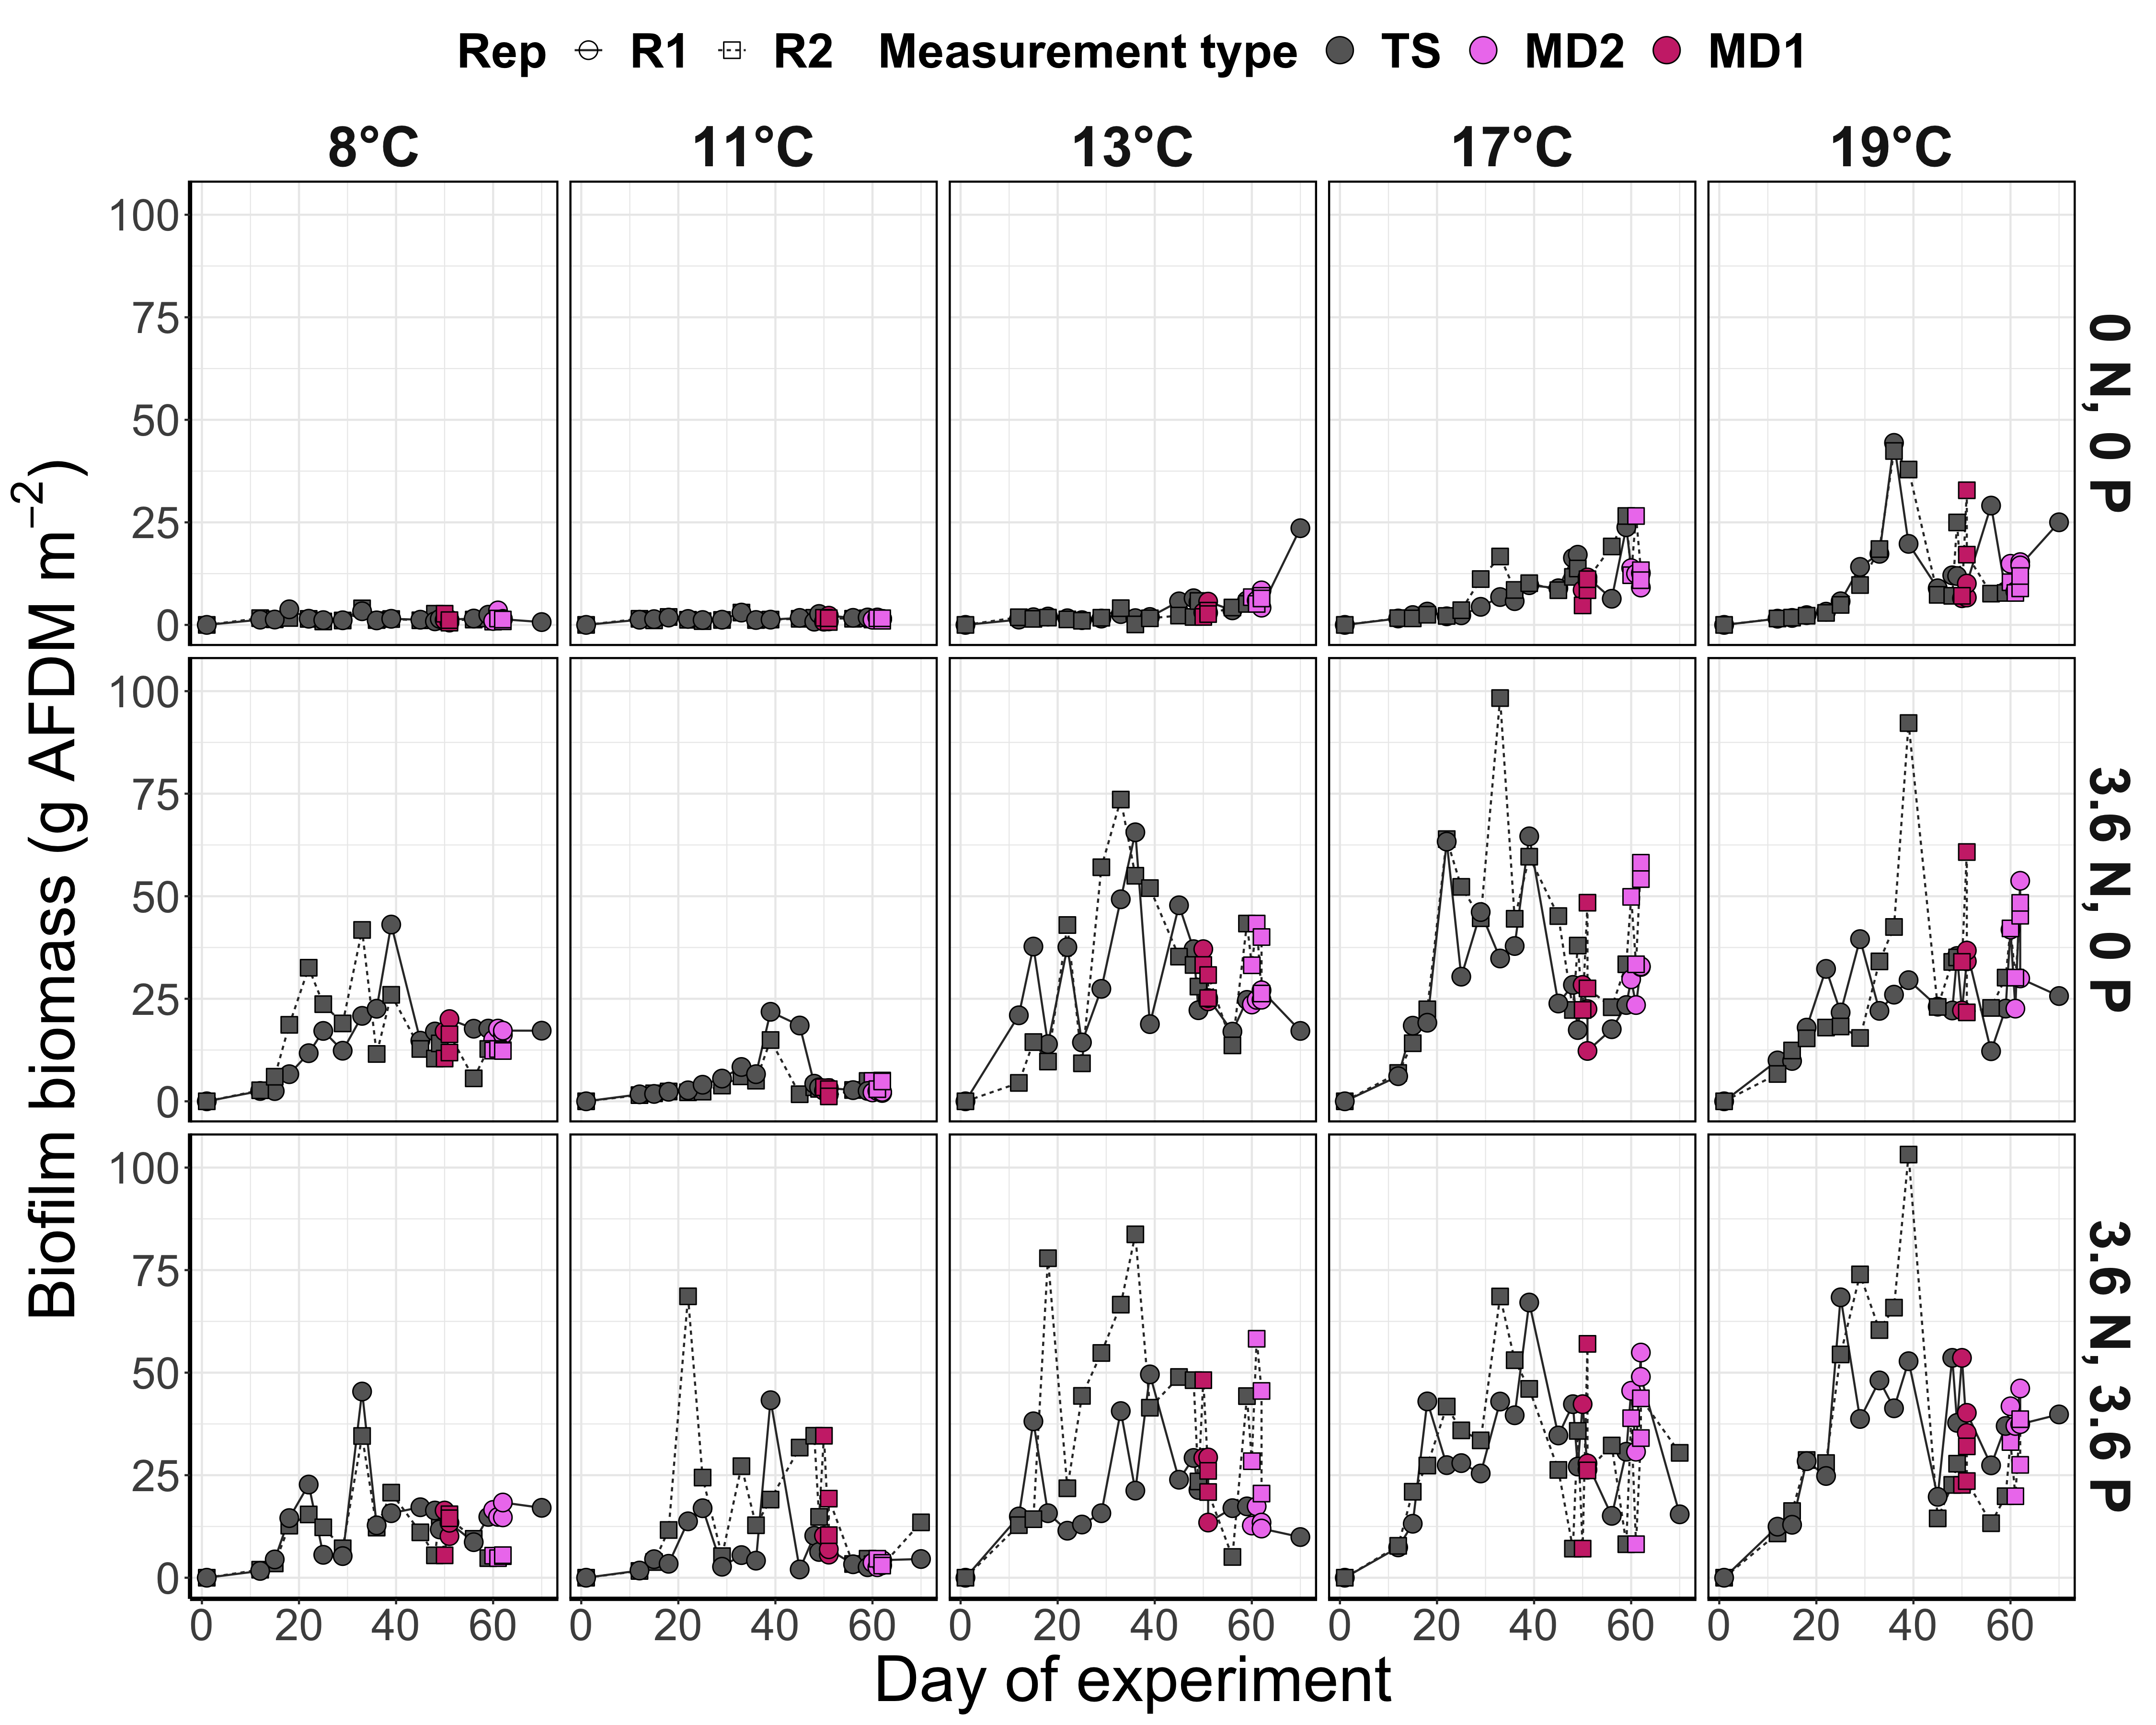 Rep R1 R2 Measurement type TS MD2 MD1
8°C 11°C 13°C 17°C 19°C
100
75
50
25
0
0 N, 0 P
100
75
50
25
0
3.6 N, 0 P
100
75
50
25
0
3.6 N, 3.6 P
0 20 40 60 0 20 40 60 0 20 40 60 0 20 40 60 0 20 40 60
Day of experiment
Biofilm biomass (g AFDM m⁻²)